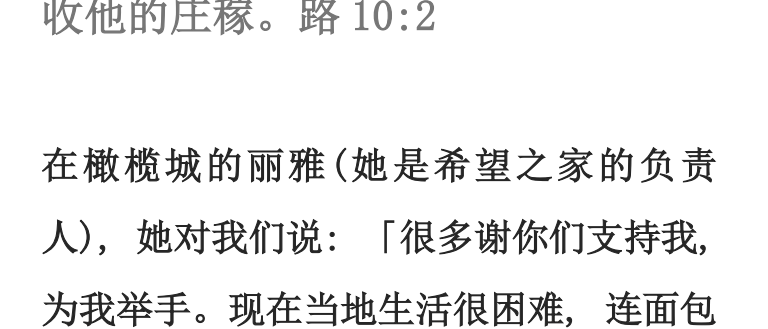 收他的庄稼。路 10:2
在橄榄城的丽雅(她是希望之家的负责
人), 她对我们说: 「很多谢你们支持我,
为我举手。现在当地生活很困难, 连面包